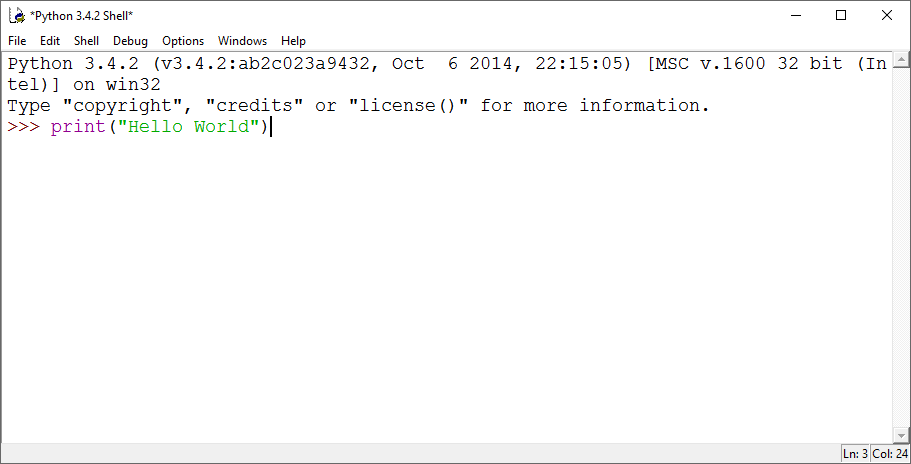 *Python 3.4.2 Shell*
File Edit Shell Debug Options Windows Help
Python 3.4.2 (v3.4.2:ab2c023a9432, Oct  6 2014, 22:15:05) [MSC v.1600 32 bit (In
tel)] on win32
Type "copyright", "credits" or "license()" for more information.
>>> print("Hello World")
Ln: 3 Col: 24